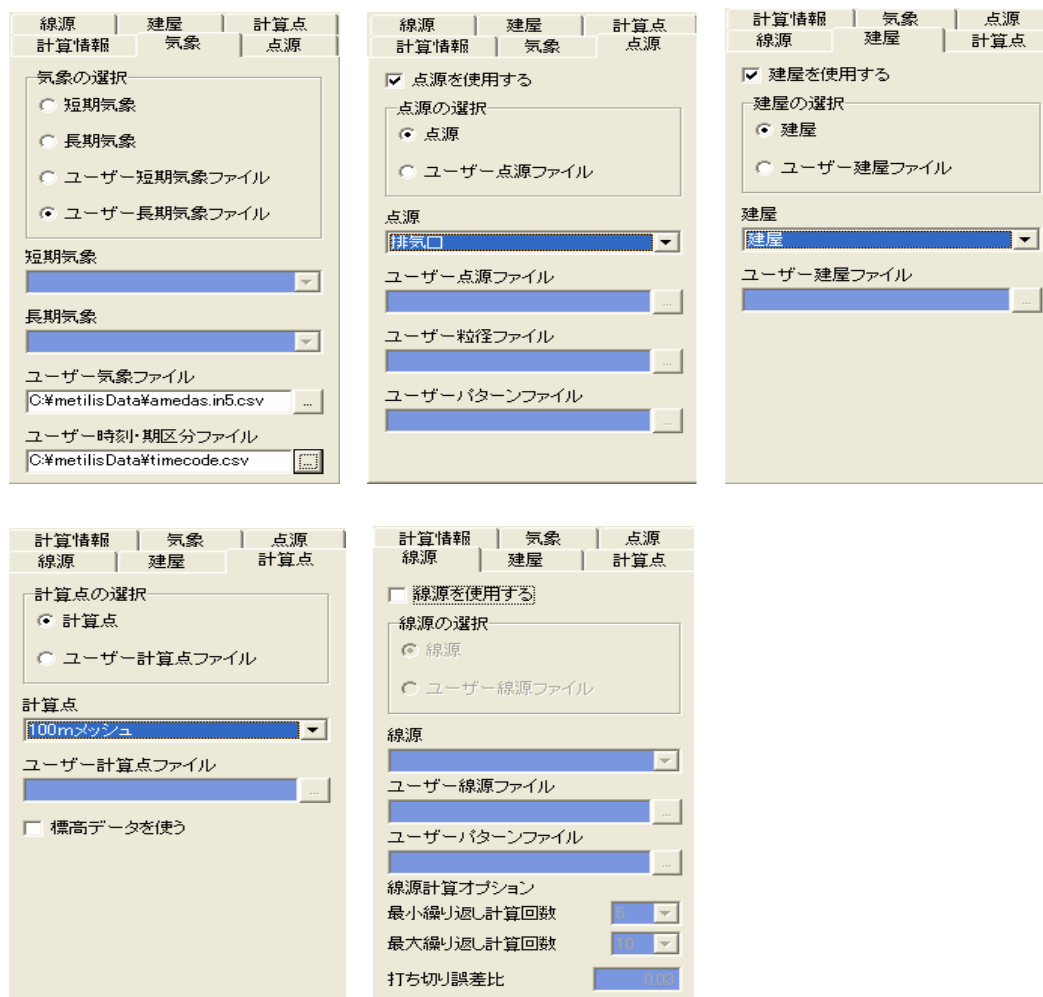 線源 建屋 計算点
計算情報 気象 点源
気象の選択
短期気象
長期気象
ユーザー短期気象ファイル
ユーザー長期気象ファイル
短期気象
長期気象
ユーザー気象ファイル
C:¥metilisData¥amedas.in5.csv ...
ユーザー時刻・期区分ファイル
C:¥metilisData¥timecode.csv ...
線源 建屋 計算点
計算情報 気象 点源
点源を使用する
点源の選択
点源
ユーザー点源ファイル
点源
排気口
ユーザー点源ファイル
...
ユーザー粒径ファイル
...
ユーザーパターンファイル
...
計算情報 気象 点源
線源 建屋 計算点
建屋を使用する
建屋の選択
建屋
ユーザー建屋ファイル
建屋
建屋
ユーザー建屋ファイル
...
計算情報 気象 点源
線源 建屋 計算点
計算点の選択
計算点
ユーザー計算点ファイル
計算点
100mメッシュ
ユーザー計算点ファイル
...
標高データを使う
計算情報 気象 点源
線源 建屋 計算点
線源を使用する
線源の選択
線源
ユーザー線源ファイル
線源
ユーザー線源ファイル
...
ユーザーパターンファイル
...
線源計算オプション
最小繰り返し計算回数 5
最大繰り返し計算回数 10
打ち切り誤差比 0.03